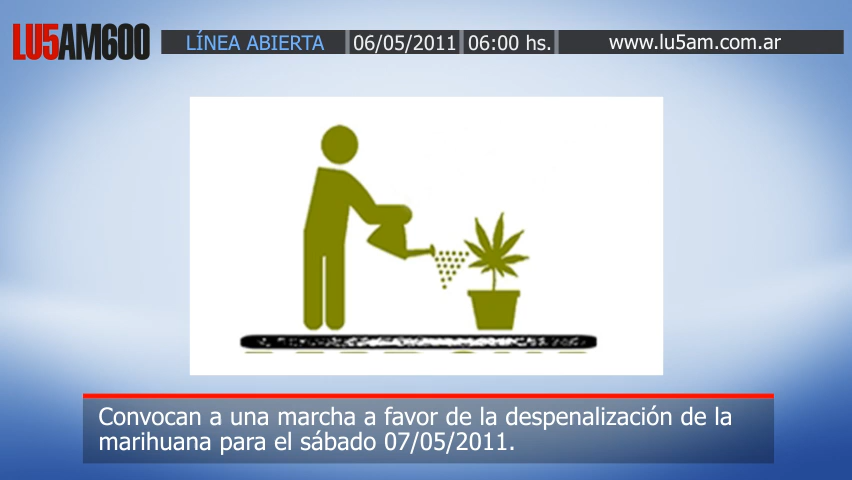 LU5AM600 LÍNEA ABIERTA 06/05/2011 06:00 hs. www.lu5am.com.ar
Convocan a una marcha a favor de la despenalización de la
marihuana para el sábado 07/05/2011.